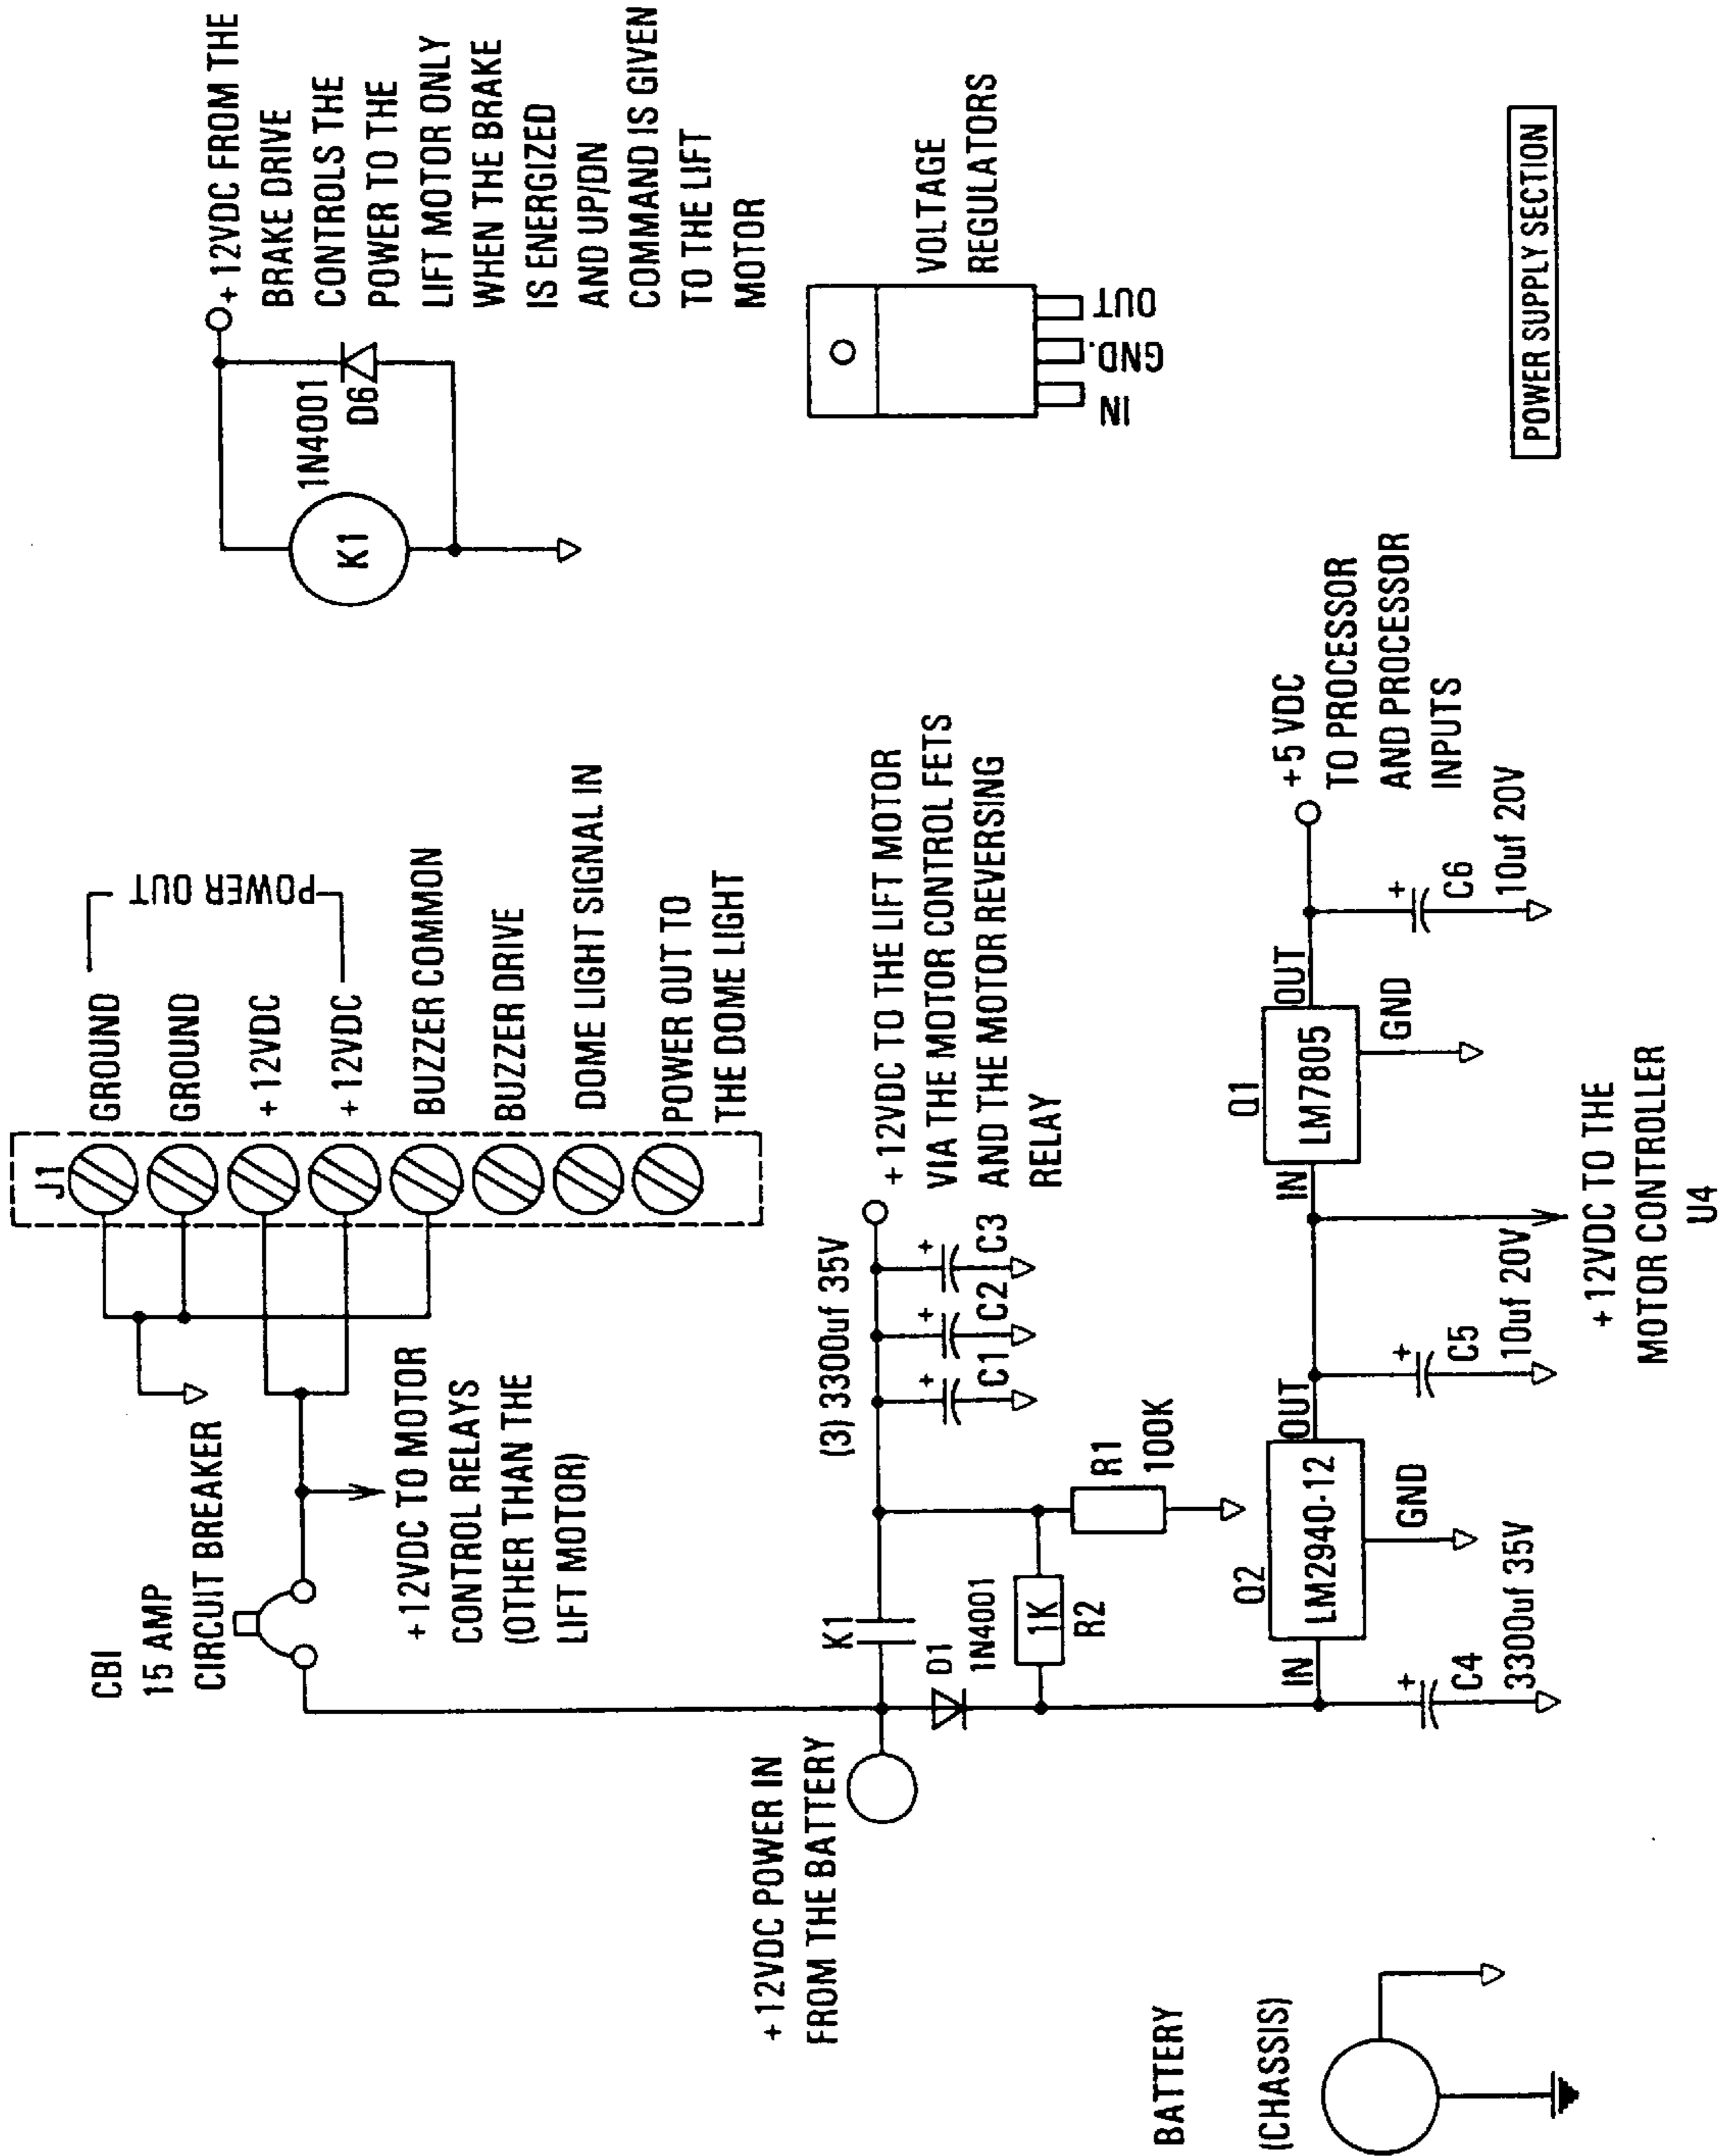 CBI
15 AMP
CIRCUIT BREAKER
+12VDC TO MOTOR
CONTROL RELAYS
(OTHER THAN THE
LIFT MOTOR)
J1
GROUND
GROUND
+12VDC
+12VDC
POWER OUT
BUZZER COMMON
BUZZER DRIVE
DOME LIGHT SIGNAL IN
POWER OUT TO
THE DOME LIGHT
K1
1N4001
D6
+12VDC FROM THE
BRAKE DRIVE
CONTROLS THE
POWER TO THE
LIFT MOTOR ONLY
WHEN THE BRAKE
IS ENERGIZED
AND UP/DN
COMMAND IS GIVEN
TO THE LIFT
MOTOR
+12VDC POWER IN
FROM THE BATTERY
K1
D1
1N4001
1K
R2
R1
100K
(3) 3300uf 35V
+
C1
+
C2
+
C3
+12VDC TO THE LIFT MOTOR
VIA THE MOTOR CONTROL FETS
AND THE MOTOR REVERSING
RELAY
VOLTAGE
REGULATORS
IN
GND.
OUT
BATTERY
(CHASSIS)
+
C4
3300uf 35V
Q2
IN
LM2940-12
OUT
GND
+
C5
10uf 20V
+12VDC TO THE
MOTOR CONTROLLER
U4
Q1
IN
LM7805
OUT
GND
+
C6
10uf 20V
+5 VDC
TO PROCESSOR
AND PROCESSOR
INPUTS
POWER SUPPLY SECTION